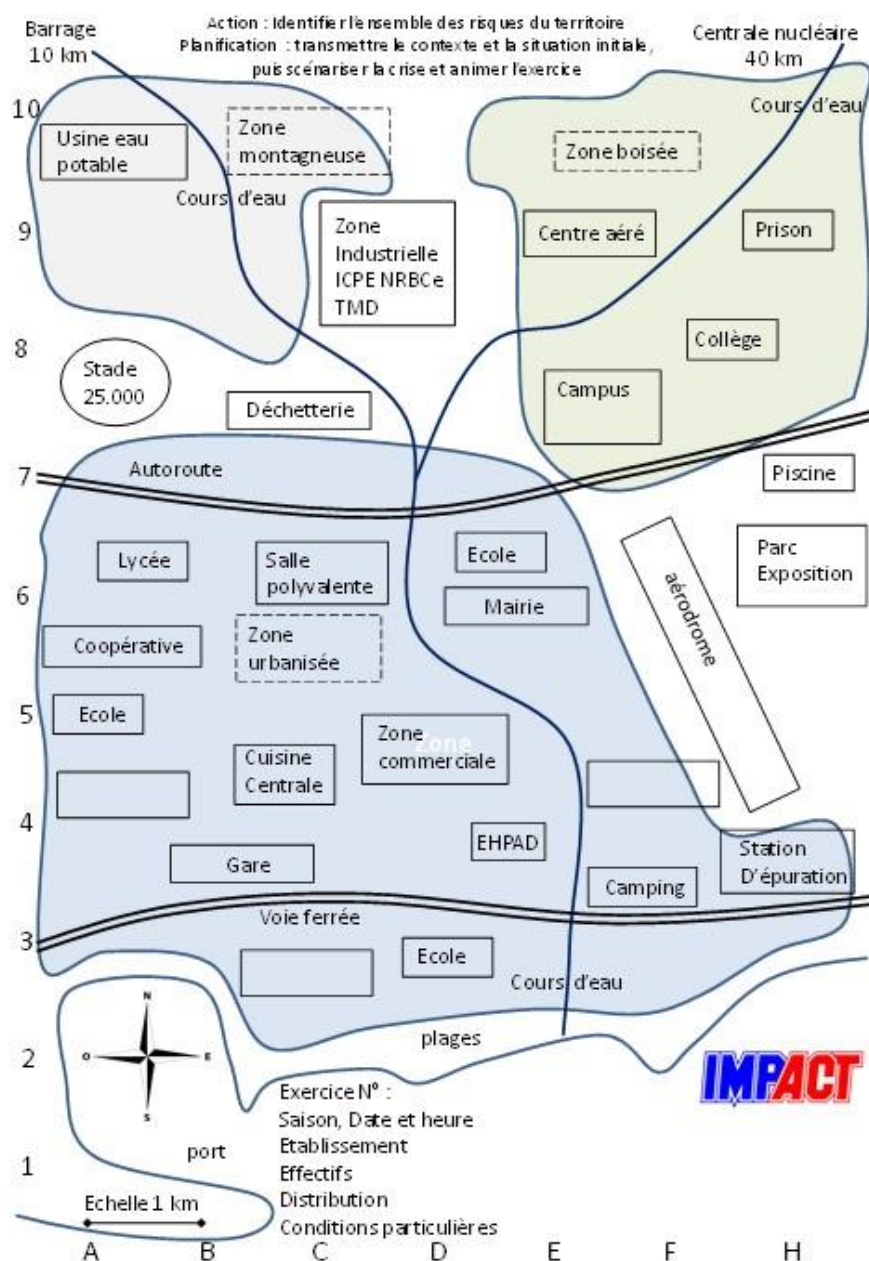 Action : Identifier l'ensemble des risques du territoire
Planification : transmettre le contexte et la situation initiale,
puis scénariser la crise et animer l'exercice
Barrage
10 km
Centrale nucléaire
40 km
10
Cours d'eau
Usine eau
potable
Zone
montagneuse
Zone boisée
Cours d'eau
9
Zone
Industrielle
ICPE NRBCe
TMD
Centre aéré
Prison
8
Stade
25.000
Collège
Déchetterie
Campus
7
Autoroute
Piscine
Lycée
Salle
polyvalente
Ecole
Parc
Exposition
6
Mairie
aérodrome
Coopérative
Zone
urbanisée
5
Ecole
Zone
Zone
commerciale
Cuisine
Centrale
4
EHPAD
Station
D'épuration
Gare
Camping
Voie ferrée
3
Ecole
Cours d'eau
plages
2
N
O
E
S
IMPACT
Exercice N° :
Saison, Date et heure
Etablissement
Effectifs
Distribution
Conditions particulières
1
port
Echelle 1 km
A B C D E F H